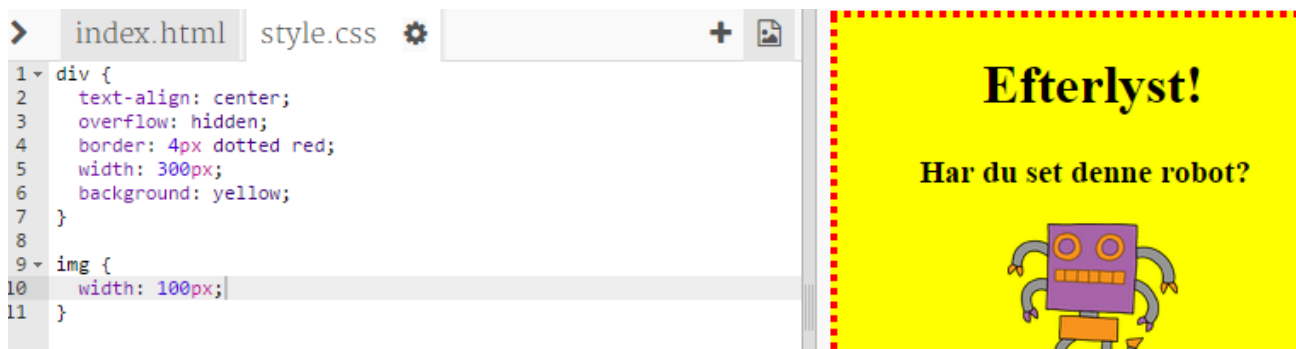 index.html style.css
1 div {
2 text-align: center;
3 overflow: hidden;
4 border: 4px dotted red;
5 width: 300px;
6 background: yellow;
7 }
8
9 img {
10 width: 100px;
11 }
Efterlyst!
Har du set denne robot?